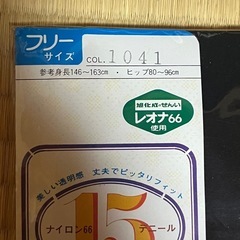 フリー
サイズ
COL. 1041
参考身長146~163cm ・ ヒップ80~96cm
旭化成のせんい
レオナ66
使用
美しい透明感 丈夫でピッタリフィット
ナイロン66 15 デニール